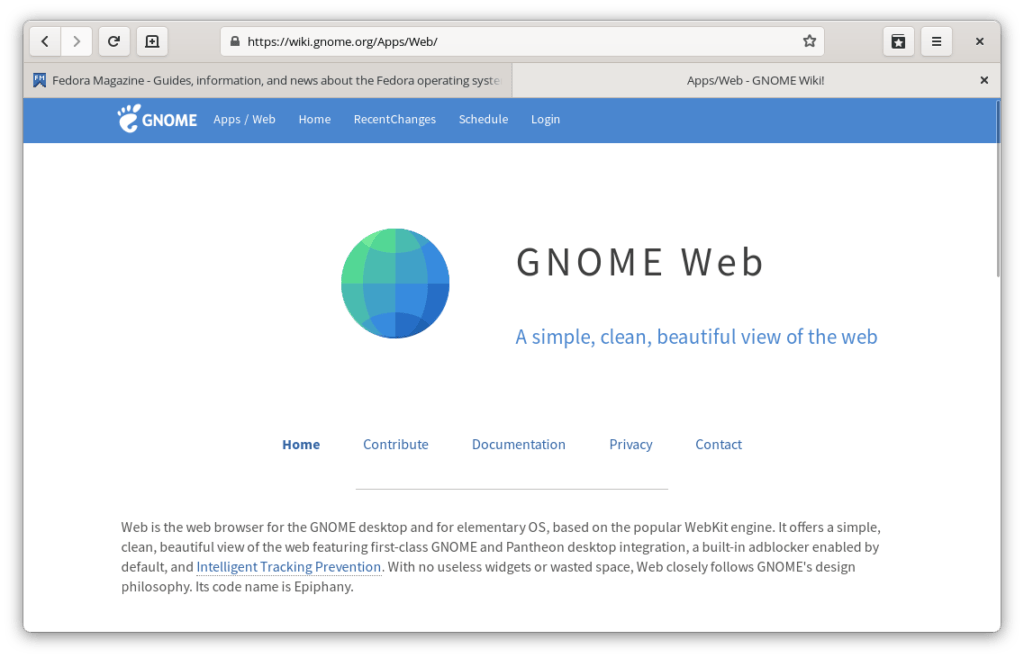 https://wiki.gnome.org/Apps/Web/
Fedora Magazine - Guides, information, and news about the Fedora operating syste
Apps/Web - GNOME Wiki!
GNOME Apps / Web Home RecentChanges Schedule Login
GNOME Web
A simple, clean, beautiful view of the web
Home Contribute Documentation Privacy Contact
Web is the web browser for the GNOME desktop and for elementary OS, based on the popular WebKit engine. It offers a simple,
clean, beautiful view of the web featuring first-class GNOME and Pantheon desktop integration, a built-in adblocker enabled by
default, and Intelligent Tracking Prevention. With no useless widgets or wasted space, Web closely follows GNOME's design
philosophy. Its code name is Epiphany.